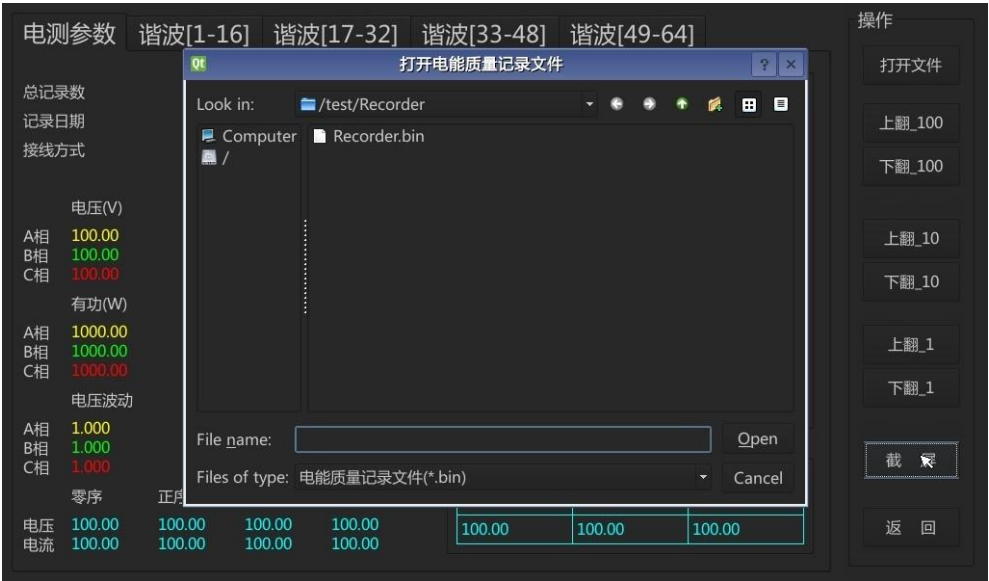 电测参数 谐波[1-16] 谐波[17-32] 谐波[33-48] 谐波[49-64]
操作
Qt 打开电能质量记录文件 ? ×
打开文件
总记录数
Look in: /test/Recorder
记录日期
上翻_100
Computer Recorder.bin
接线方式
/
下翻_100
电压(V)
A相 100.00
上翻_10
B相 100.00
C相 100.00
下翻_10
有功(W)
A相 1000.00
上翻_1
B相 1000.00
C相 1000.00
下翻_1
电压波动
A相 1.000
File name: Open
B相 1.000
截 屏
C相 1.000
Files of type: 电能质量记录文件(*.bin) Cancel
零序 正序
电压 100.00 100.00 100.00 100.00
100.00 100.00 100.00
返 回
电流 100.00 100.00 100.00 100.00